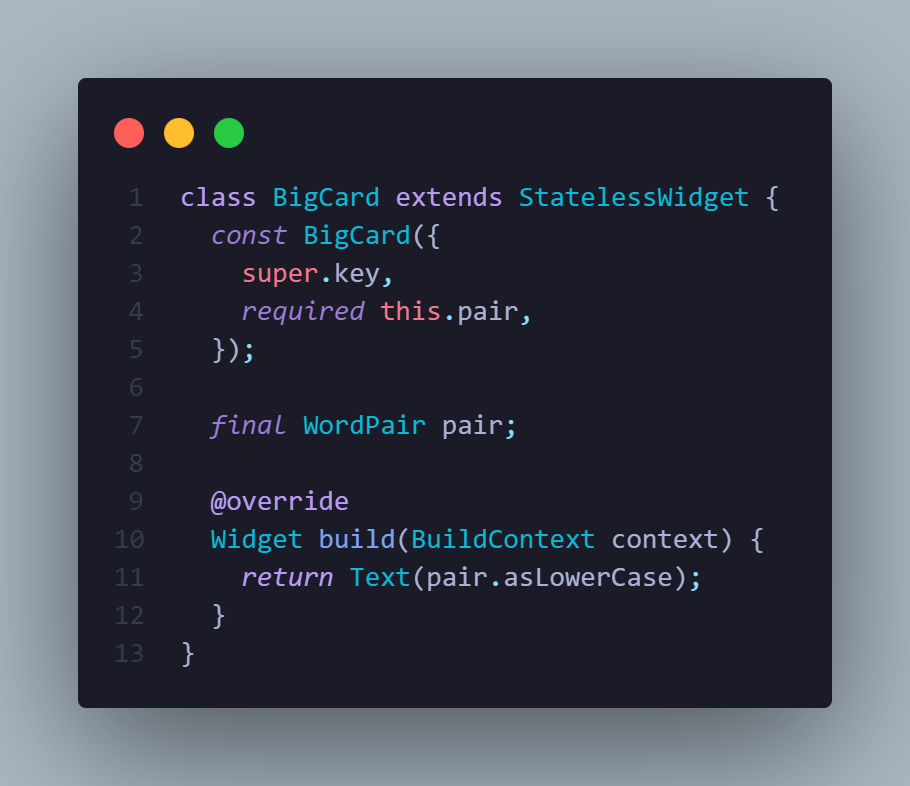 1 class BigCard extends StatelessWidget {
2   const BigCard({
3     super.key,
4     required this.pair,
5   });
6
7   final WordPair pair;
8
9   @override
10   Widget build(BuildContext context) {
11     return Text(pair.asLowerCase);
12   }
13 }